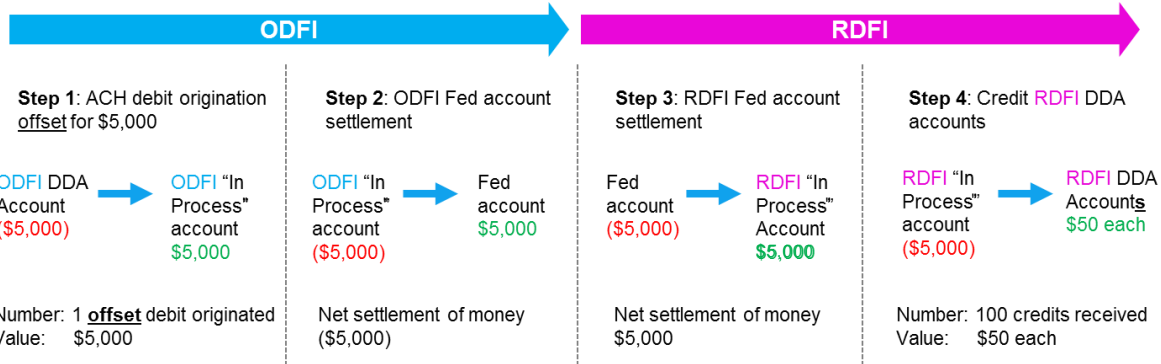 ODFI
RDFI
Step 1: ACH debit origination
offset for $5,000
ODFI DDA
Account
($5,000)
ODFI “In
Process”
account
$5,000
Number: 1 offset debit originated
Value: $5,000
Step 2: ODFI Fed account
settlement
ODFI “In
Process”
account
($5,000)
Fed
account
$5,000
Net settlement of money
($5,000)
Step 3: RDFI Fed account
settlement
Fed
account
($5,000)
RDFI “In
Process”
Account
$5,000
Net settlement of money
$5,000
Step 4: Credit RDFI DDA
accounts
RDFI “In
Process”
account
($5,000)
RDFI DDA
Accounts
$50 each
Number: 100 credits received
Value: $50 each